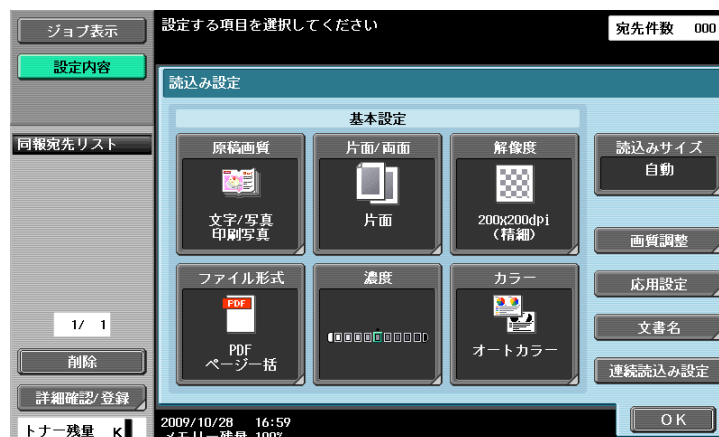 ジョブ表示
設定内容
同報宛先リスト
1/ 1
削除
詳細確認/登録
トナー残量 K
設定する項目を選択してください
宛先件数 000
読込み設定
基本設定
原稿画質
文字/写真
印刷写真
片面/両面
片面
解像度
200x200dpi
(精細)
ファイル形式
PDF
PDF
ページ一括
濃度
カラー
オートカラー
読込みサイズ
自動
画質調整
応用設定
文書名
連続読込み設定
OK
2009/10/28 16:59
メモリー残量 100%